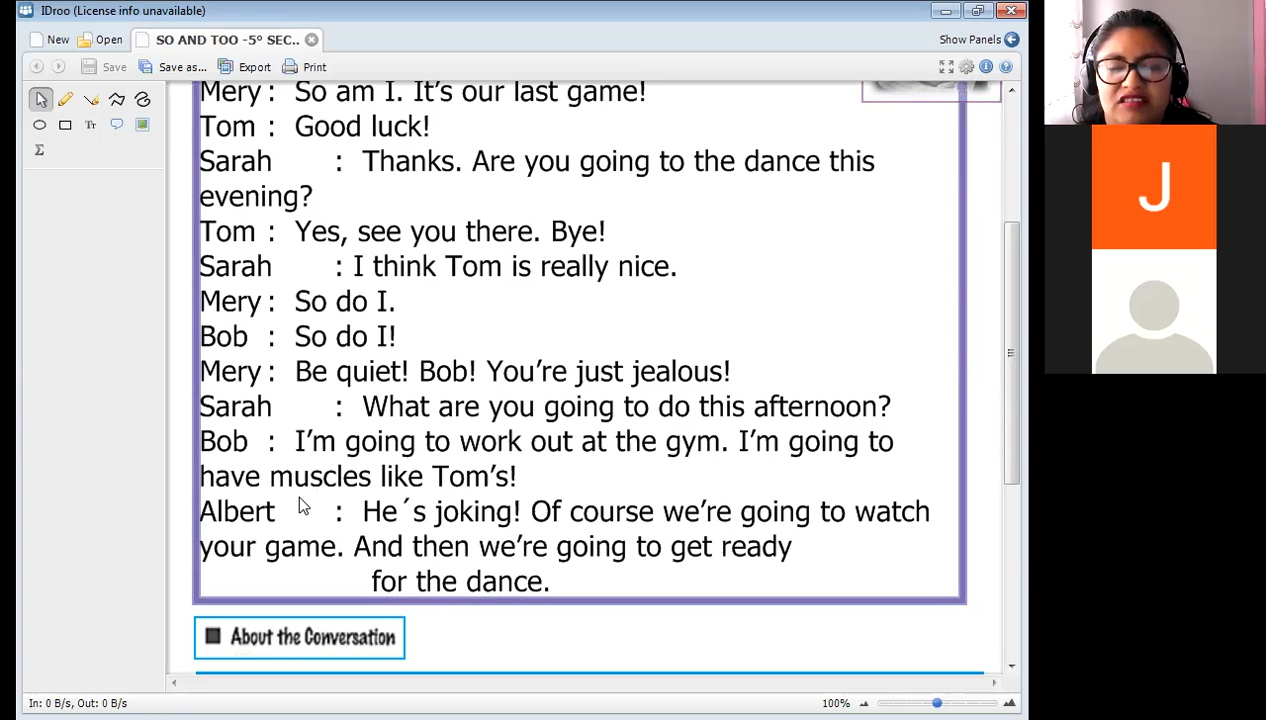 IDroo (License info unavailable)
New Open SO AND TOO -5º SEC.. Show Panels
Save Save as... Export Print
Mery : So am I. It's our last game!
Tom : Good luck!
Sarah : Thanks. Are you going to the dance this
evening?
Tom : Yes, see you there. Bye!
Sarah : I think Tom is really nice.
Mery : So do I.
Bob : So do I!
Mery : Be quiet! Bob! You're just jealous!
Sarah : What are you going to do this afternoon?
Bob : I'm going to work out at the gym. I'm going to
have muscles like Tom's!
Albert : He´s joking! Of course we're going to watch
your game. And then we're going to get ready
for the dance.
About the Conversation
In: 0 B/s, Out: 0 B/s 100%
Tr
Σ
J